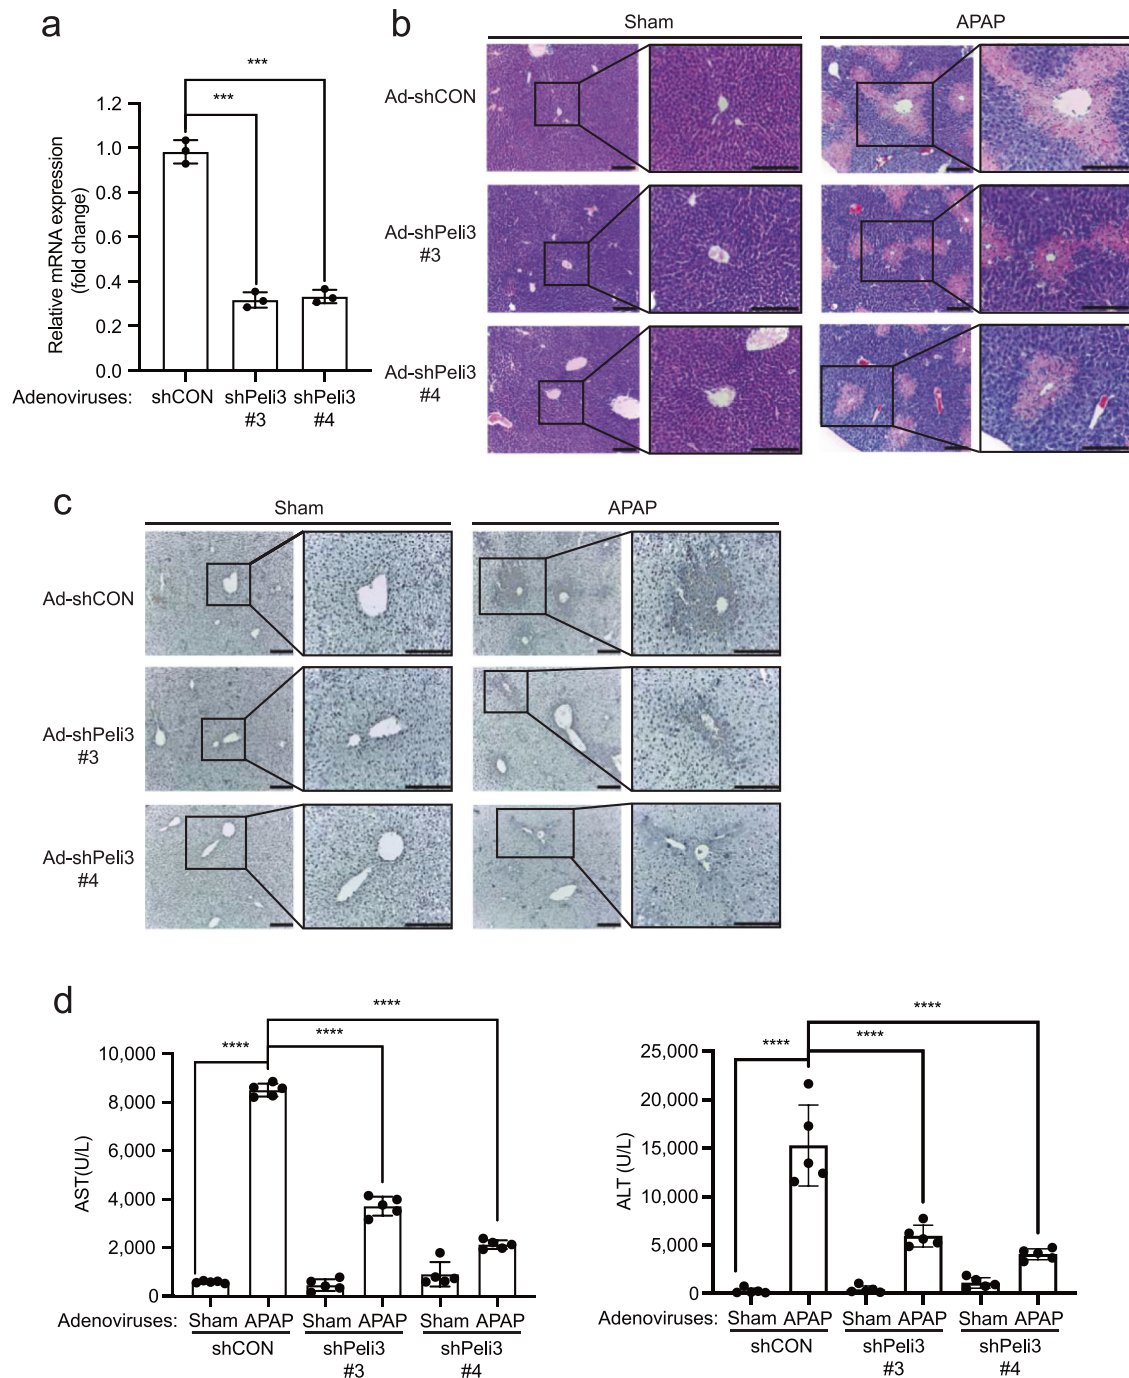 a
***
***
1.2
1.0
0.8
0.6
0.4
0.2
0.0
Relative mRNA expression
(fold change)
Adenoviruses: shCON shPeli3 shPeli3
#3 #4
b
Sham APAP
Ad-shCON
Ad-shPeli3
#3
Ad-shPeli3
#4
c
Sham APAP
Ad-shCON
Ad-shPeli3
#3
Ad-shPeli3
#4
d
****
****
****
10,000
8,000
6,000
4,000
2,000
0
AST(U/L)
Adenoviruses: Sham APAP Sham APAP Sham APAP
shCON shPeli3 shPeli3
#3 #4
****
****
****
25,000
20,000
15,000
10,000
5,000
0
ALT (U/L)
Adenoviruses: Sham APAP Sham APAP Sham APAP
shCON shPeli3 shPeli3
#3 #4